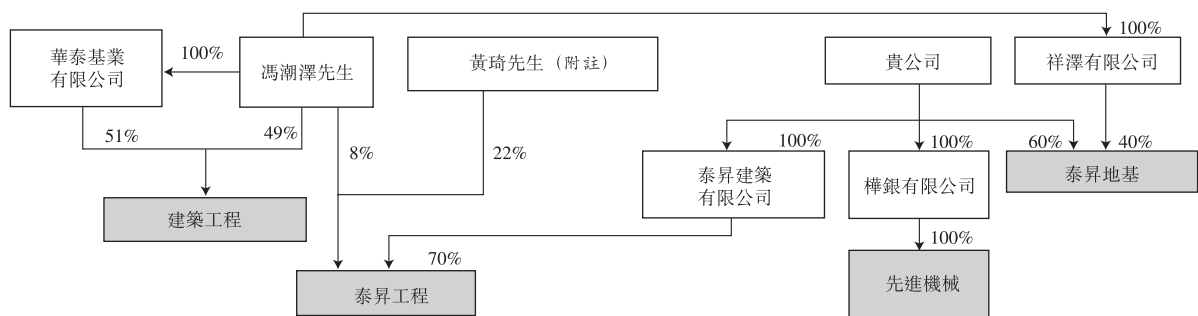 100%
100%
華泰基業
有限公司
馮潮澤先生
黃琦先生（附註）
貴公司
祥澤有限公司
51%
49%
8%
22%
100%
100%
60%
40%
泰昇建築
有限公司
樺銀有限公司
泰昇地基
建築工程
70%
100%
泰昇工程
先進機械